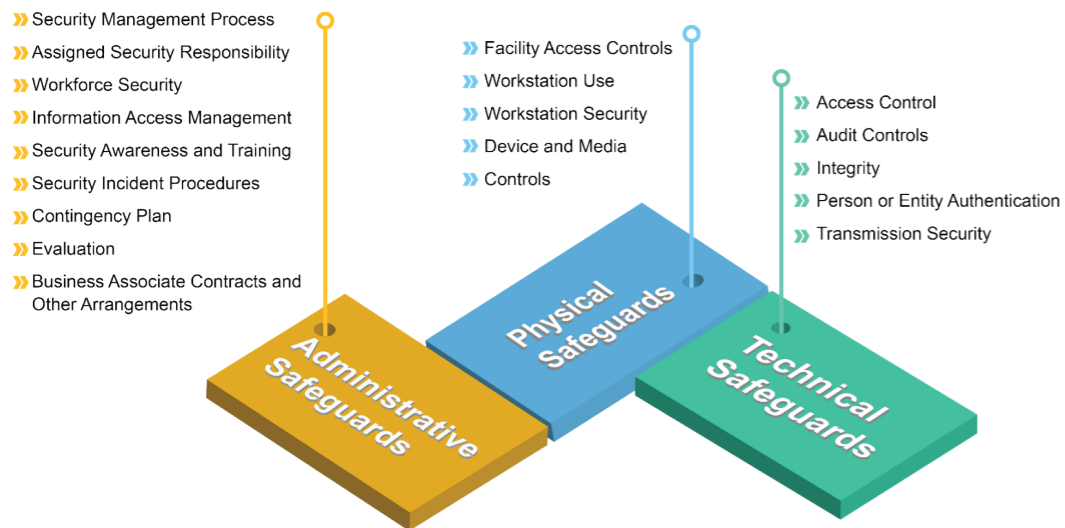 Security Management Process
Assigned Security Responsibility
Workforce Security
Information Access Management
Security Awareness and Training
Security Incident Procedures
Contingency Plan
Evaluation
Business Associate Contracts and
Other Arrangements
Administrative
Safeguards
Facility Access Controls
Workstation Use
Workstation Security
Device and Media
Controls
Physical
Safeguards
Access Control
Audit Controls
Integrity
Person or Entity Authentication
Transmission Security
Technical
Safeguards